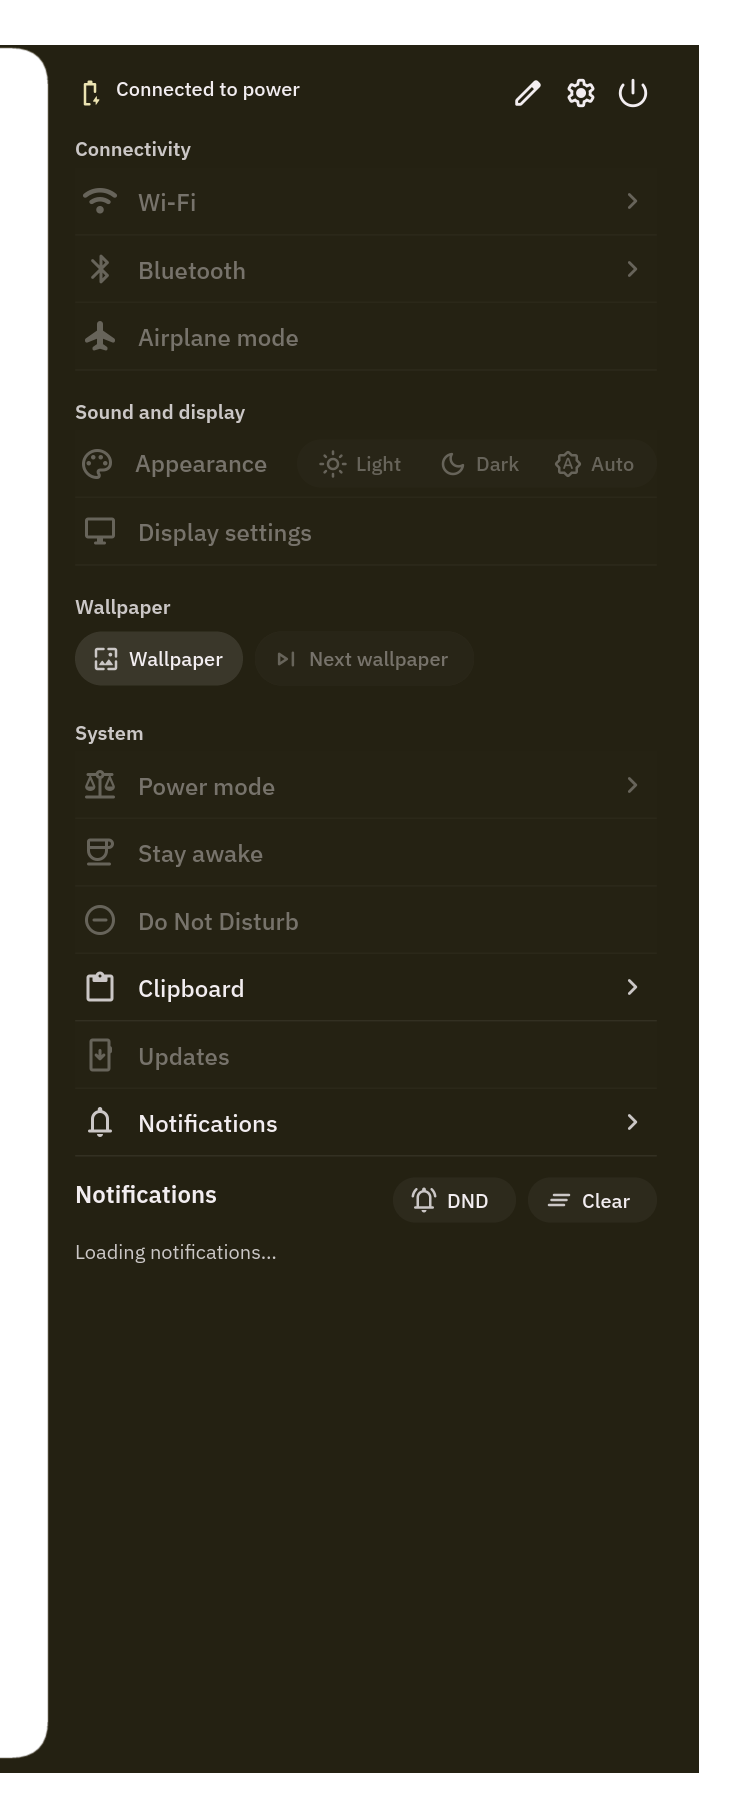 Connected to power
Connectivity
Wi-Fi
Bluetooth
Airplane mode
Sound and display
Appearance Light Dark Auto
Display settings
Wallpaper
Wallpaper Next wallpaper
System
Power mode
Stay awake
Do Not Disturb
Clipboard
Updates
Notifications
Notifications DND Clear
Loading notifications...